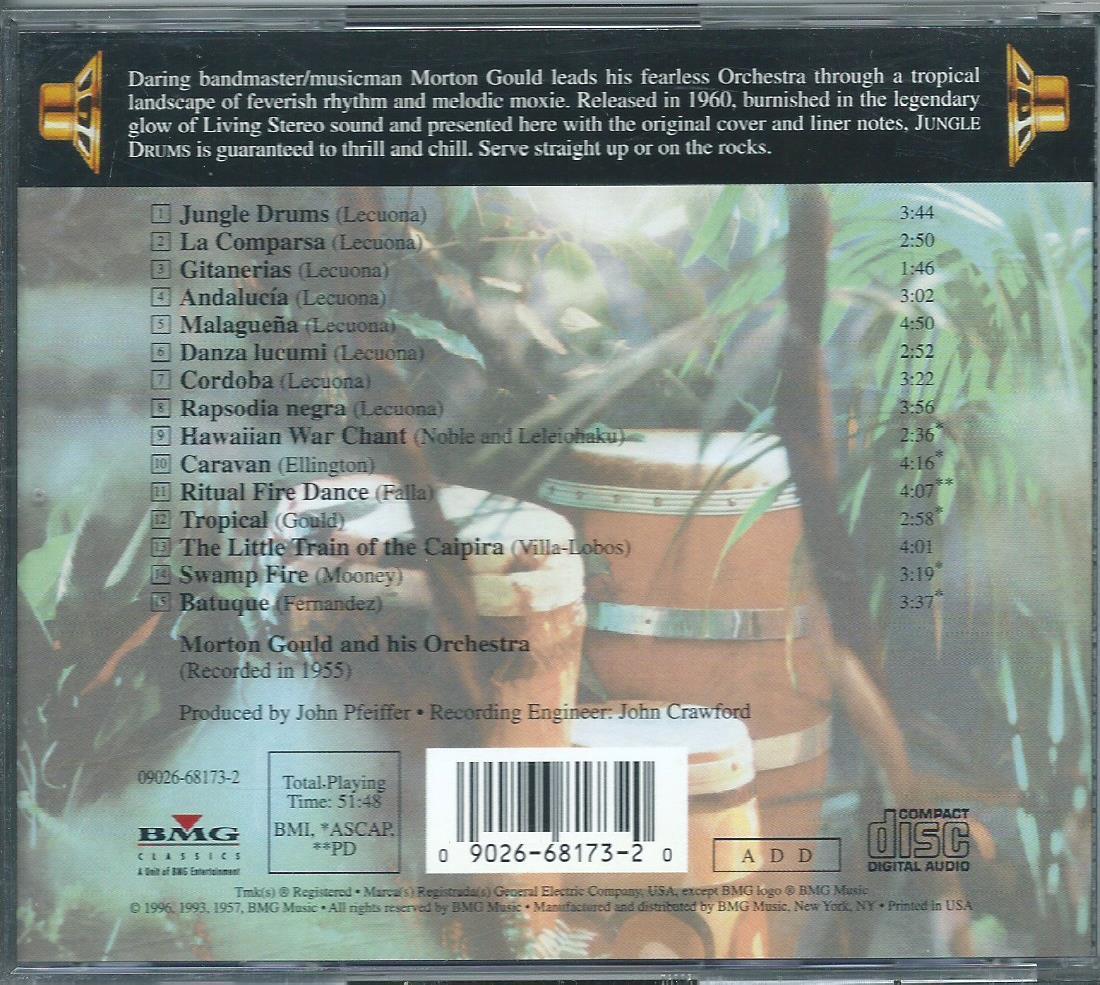 Daring bandmaster/musicman Morton Gould leads his fearless Orchestra through a tropical
landscape of feverish rhythm and melodic moxie. Released in 1960, burnished in the legendary
glow of Living Stereo sound and presented here with the original cover and liner notes, JUNGLE
DRUMS is guaranteed to thrill and chill. Serve straight up or on the rocks.
1 Jungle Drums (Lecuona) 3:44
2 La Comparsa (Lecuona) 2:50
3 Gitanerias (Lecuona) 1:46
4 Andalucía (Lecuona) 3:02
5 Malagueña (Lecuona) 4:50
6 Danza lucumi (Lecuona) 2:52
7 Cordoba (Lecuona) 3:22
8 Rapsodia negra (Lecuona) 3:56
9 Hawaiian War Chant (Noble and Leleiohaku) 2:36*
10 Caravan (Ellington) 4:16*
11 Ritual Fire Dance (Falla) 4:07**
12 Tropical (Gould) 2:58*
13 The Little Train of the Caipira (Villa-Lobos) 4:01
14 Swamp Fire (Mooney) 3:19*
15 Batuque (Fernandez) 3:37*
Morton Gould and his Orchestra
(Recorded in 1955)
Produced by John Pfeiffer • Recording Engineer: John Crawford
09026-68173-2
BMG
CLASSICS
A Unit of BMG Entertainment
Total Playing
Time: 51:48
BMI, *ASCAP,
**PD
0 9026-68173-2 0
A D D
COMPACT
disc
DIGITAL AUDIO
Tmk(s) ® Registered • Marca(s) Registrada(s) General Electric Company, USA, except BMG logo ® BMG Music
© 1996, 1993, 1957, BMG Music • All rights reserved by BMG Music • Manufactured and distributed by BMG Music, New York, NY • Printed in USA